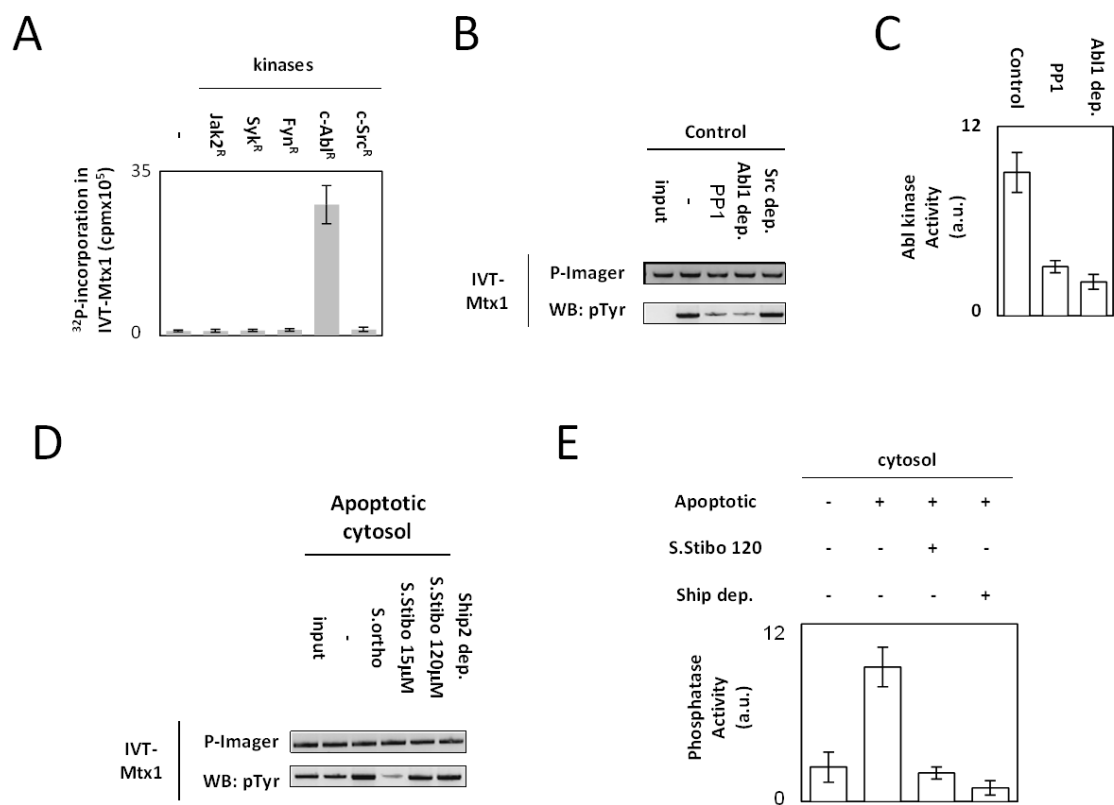 A
kinases
-
Jak2R
SykR
FynR
c-AblR
c-SrcR
35
0
32P-incorporation in
IVT-Mtx1 (cpmx105)
B
Control
input
-
PP1
Abl1 dep.
Src dep.
IVT-
Mtx1
P-Imager
WB: pTyr
C
Control
PP1
Abl1 dep.
12
0
Abl kinase
Activity
(a.u.)
D
Apoptotic
cytosol
input
-
S.ortho
S.Stibo 15µM
S.Stibo 120µM
Ship2 dep.
IVT-
Mtx1
P-Imager
WB: pTyr
E
cytosol
Apoptotic - + + +
S.Stibo 120 - - + -
Ship dep. - - - +
12
0
Phosphatase
Activity
(a.u.)